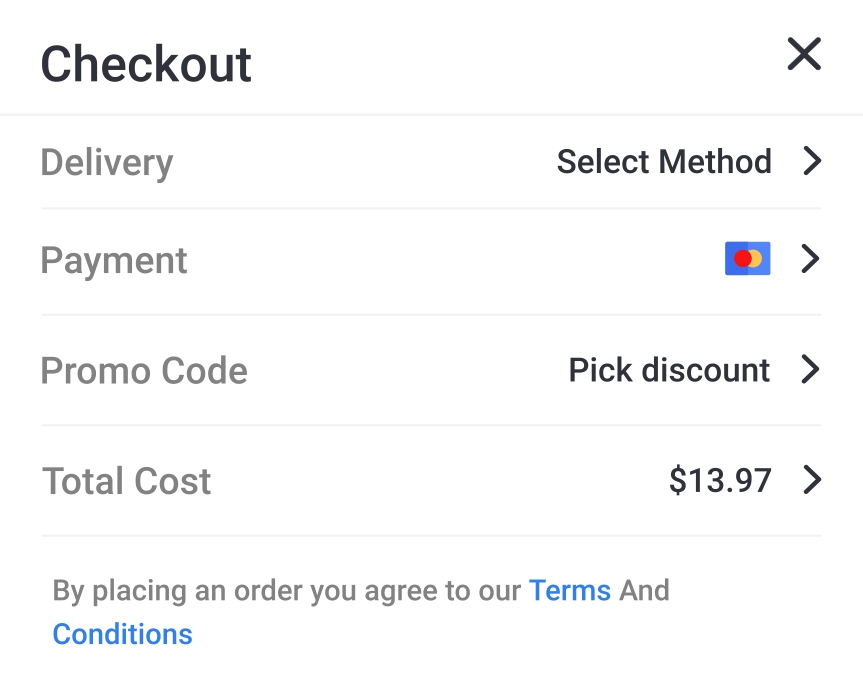 Checkout
Delivery Select Method
Payment
Promo Code Pick discount
Total Cost $13.97
By placing an order you agree to our Terms And
Conditions